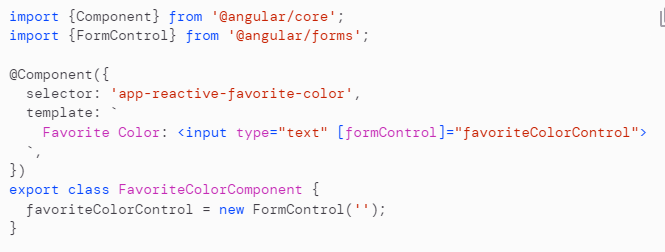 import {Component} from '@angular/core';
import {FormControl} from '@angular/forms';
@Component({
  selector: 'app-reactive-favorite-color',
  template: `
    Favorite Color: <input type="text" [formControl]="favoriteColorControl">
  `,
})
export class FavoriteColorComponent {
  favoriteColorControl = new FormControl('');
}